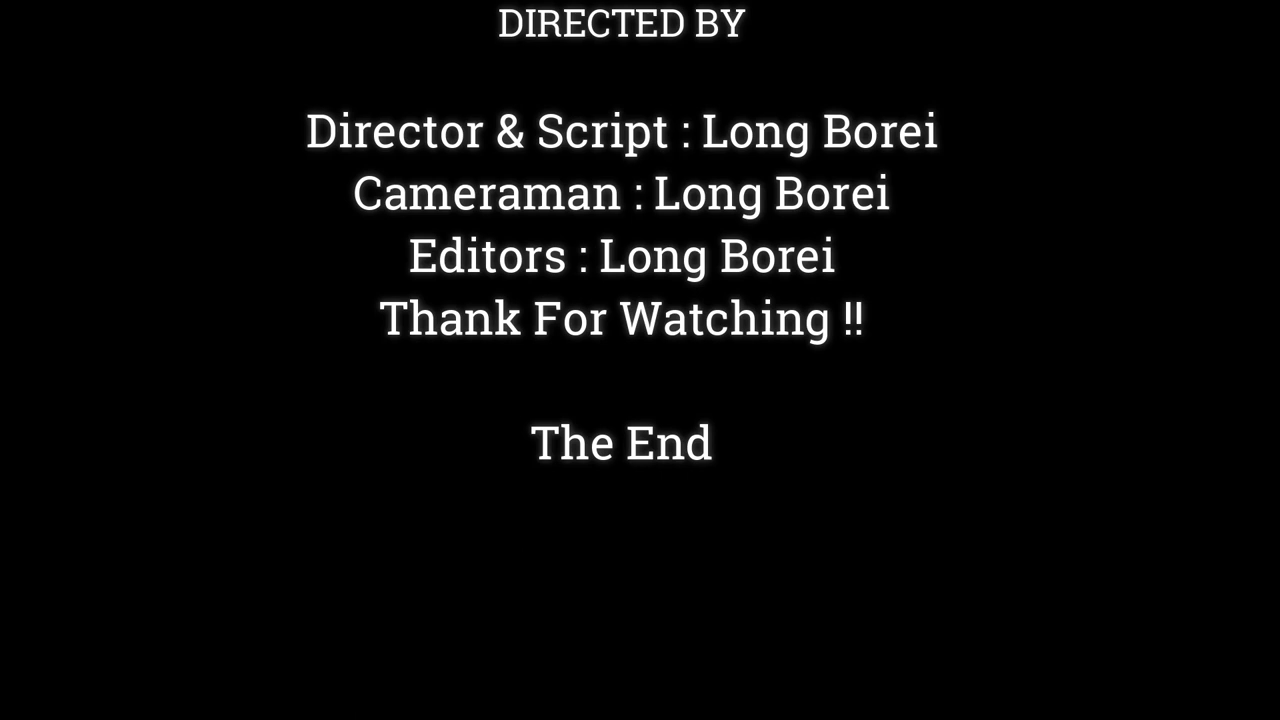 DIRECTED BY
Director & Script : Long Borei
Cameraman : Long Borei
Editors : Long Borei
Thank For Watching !!
The End